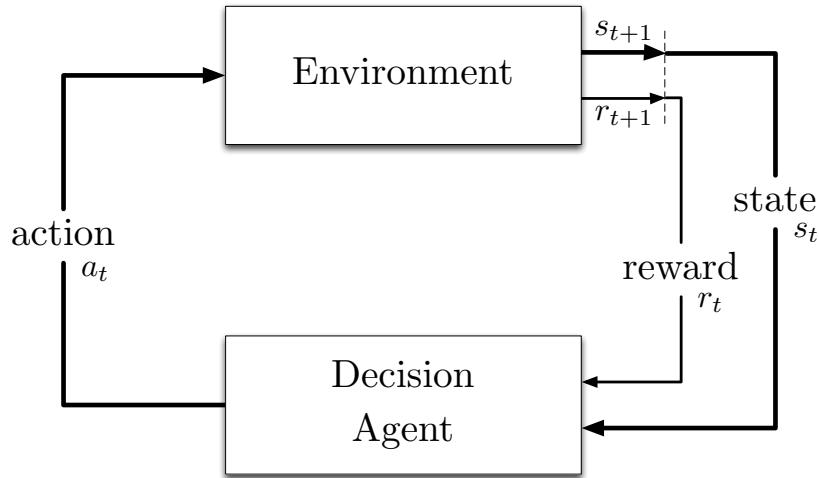 Environment
s_{t+1}
r_{t+1}
action
a_t
state
s_t
reward
r_t
Decision
Agent